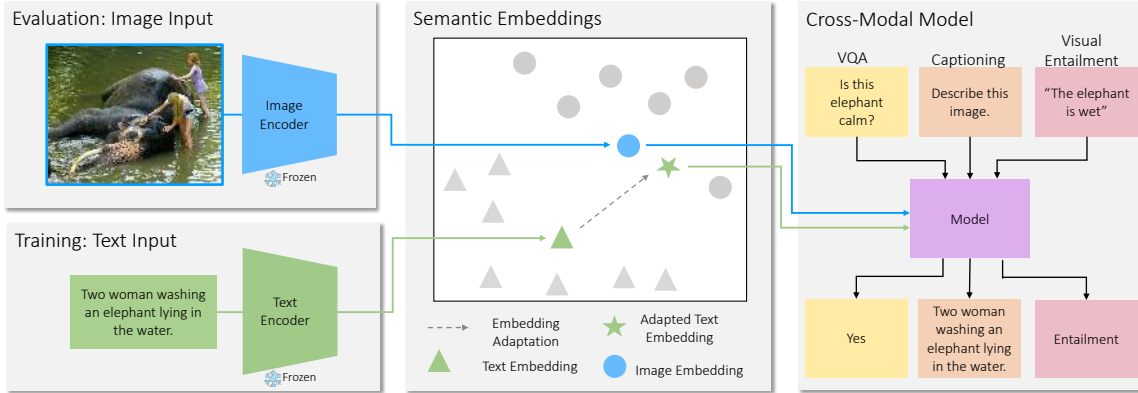 Evaluation: Image Input
Image
Encoder
Frozen
Training: Text Input
Two woman washing
an elephant lying in
the water.
Text
Encoder
Frozen
Semantic Embeddings
Embedding
Adaptation
Adapted Text
Embedding
Text Embedding
Image Embedding
Cross-Modal Model
VQA
Captioning
Visual
Entailment
Is this
elephant
calm?
Describe this
image.
“The elephant
is wet”
Model
Yes
Two woman
washing an
elephant lying
in the water.
Entailment